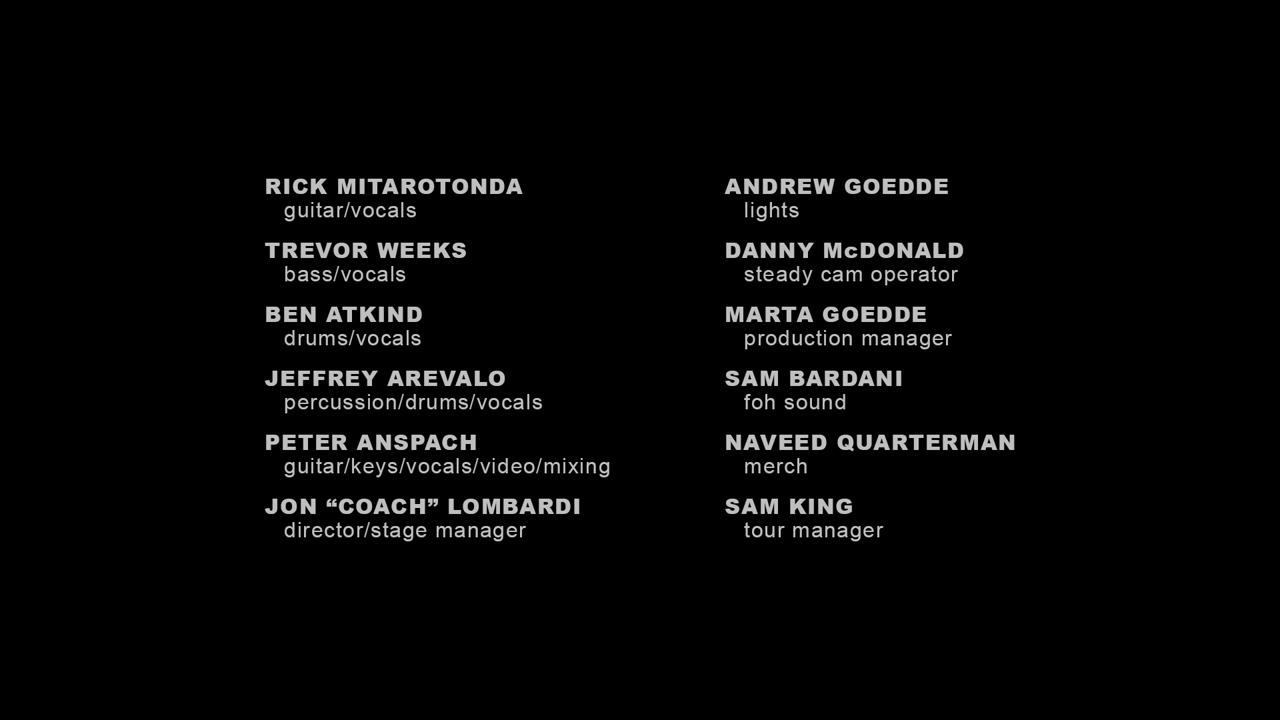 RICK MITAROTONDA
guitar/vocals
TREVOR WEEKS
bass/vocals
BEN ATKIND
drums/vocals
JEFFREY AREVALO
percussion/drums/vocals
PETER ANSPACH
guitar/keys/vocals/video/mixing
JON “COACH” LOMBARDI
director/stage manager
ANDREW GOEDDE
lights
DANNY McDONALD
steady cam operator
MARTA GOEDDE
production manager
SAM BARDANI
foh sound
NAVEED QUARTERMAN
merch
SAM KING
tour manager